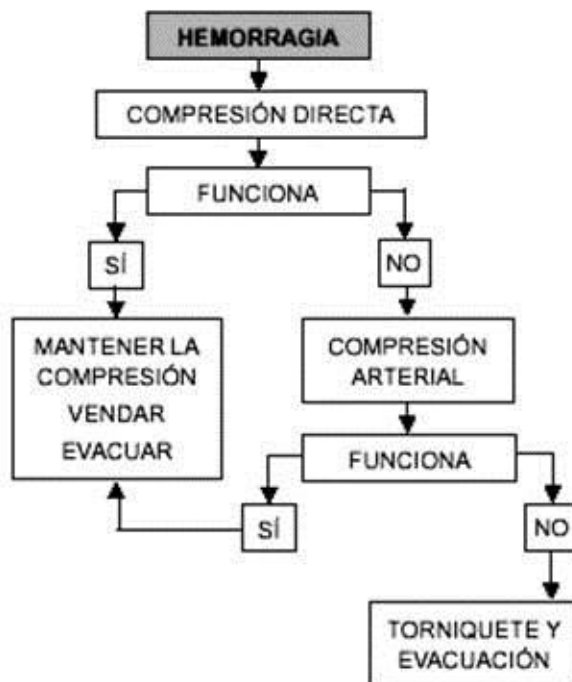 HEMORRAGIA
COMPRESIÓN DIRECTA
FUNCIONA
SÍ
NO
MANTENER LA
COMPRESIÓN
VENDAR
EVACUAR
COMPRESIÓN
ARTERIAL
FUNCIONA
SÍ
NO
TORNIQUETE Y
EVACUACIÓN